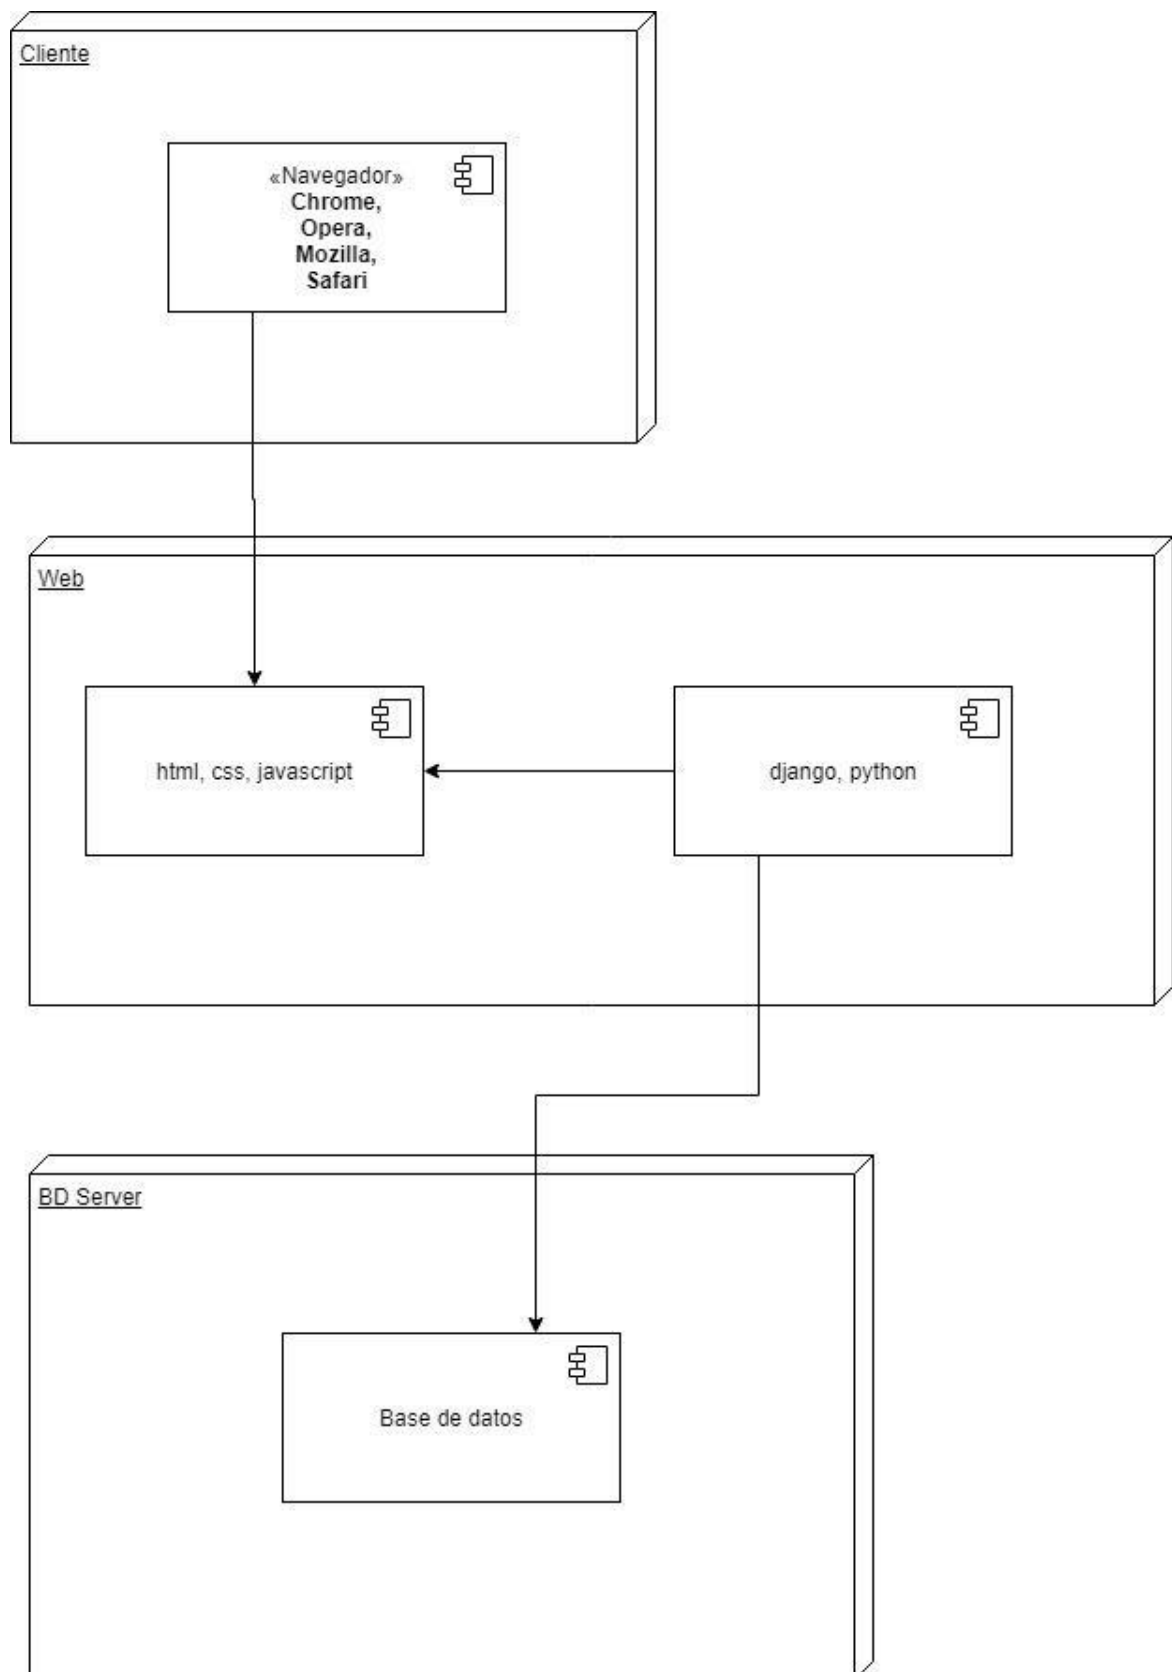 Cliente
«Navegador»
Chrome,
Opera,
Mozilla,
Safari
Web
html, css, javascript
django, python
BD Server
Base de datos